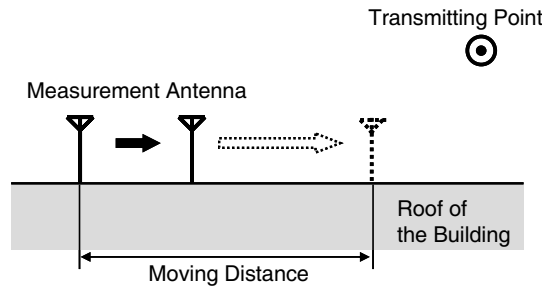 Transmitting Point
Measurement Antenna
Roof of
the Building
Moving Distance